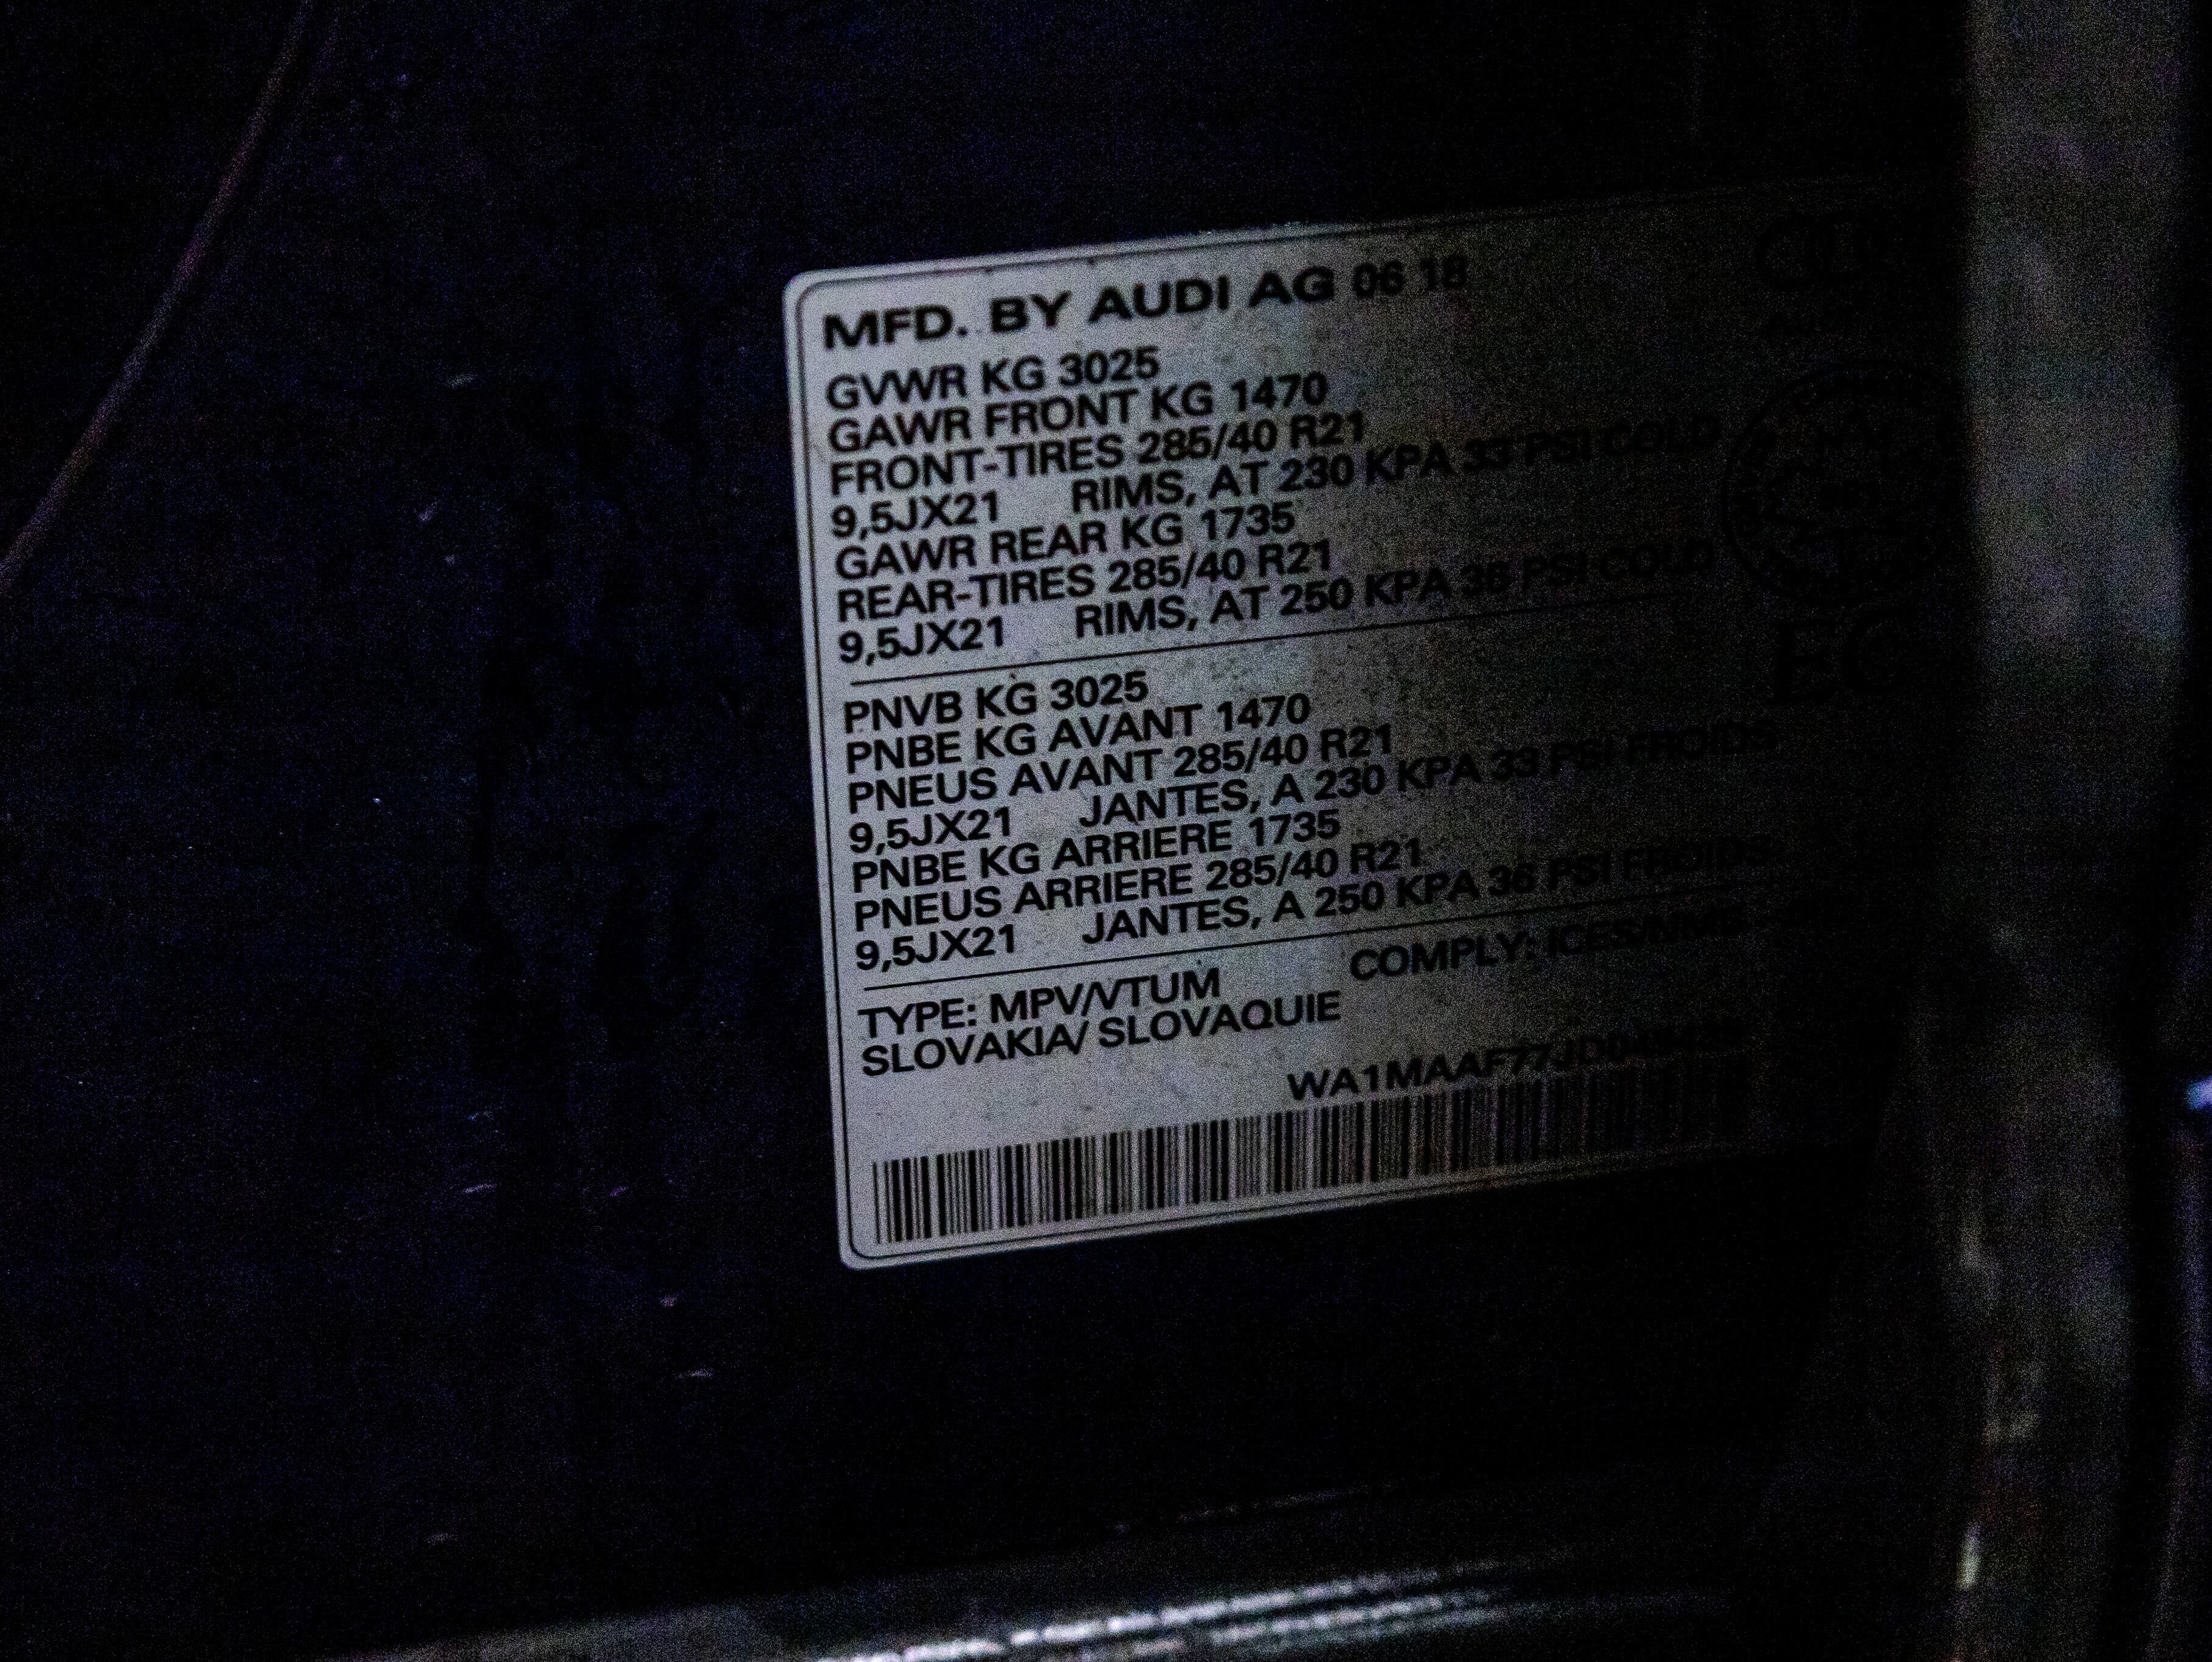 MFD. BY AUDI AG 06 18
GVWR KG 3025
GAWR FRONT KG 1470
FRONT-TIRES 285/40 R21
9,5JX21 RIMS, AT 230 KPA 33 PSI COLD
GAWR REAR KG 1735
REAR-TIRES 285/40 R21
9,5JX21 RIMS, AT 250 KPA 36 PSI COLD
PNVB KG 3025
PNBE KG AVANT 1470
PNEUS AVANT 285/40 R21
9,5JX21 JANTES, A 230 KPA 33 PSI FROIDS
PNBE KG ARRIERE 1735
PNEUS ARRIERE 285/40 R21
9,5JX21 JANTES, A 250 KPA 36 PSI FROIDS
TYPE: MPV/VTUM COMPLY:
SLOVAKIA/ SLOVAQUIE